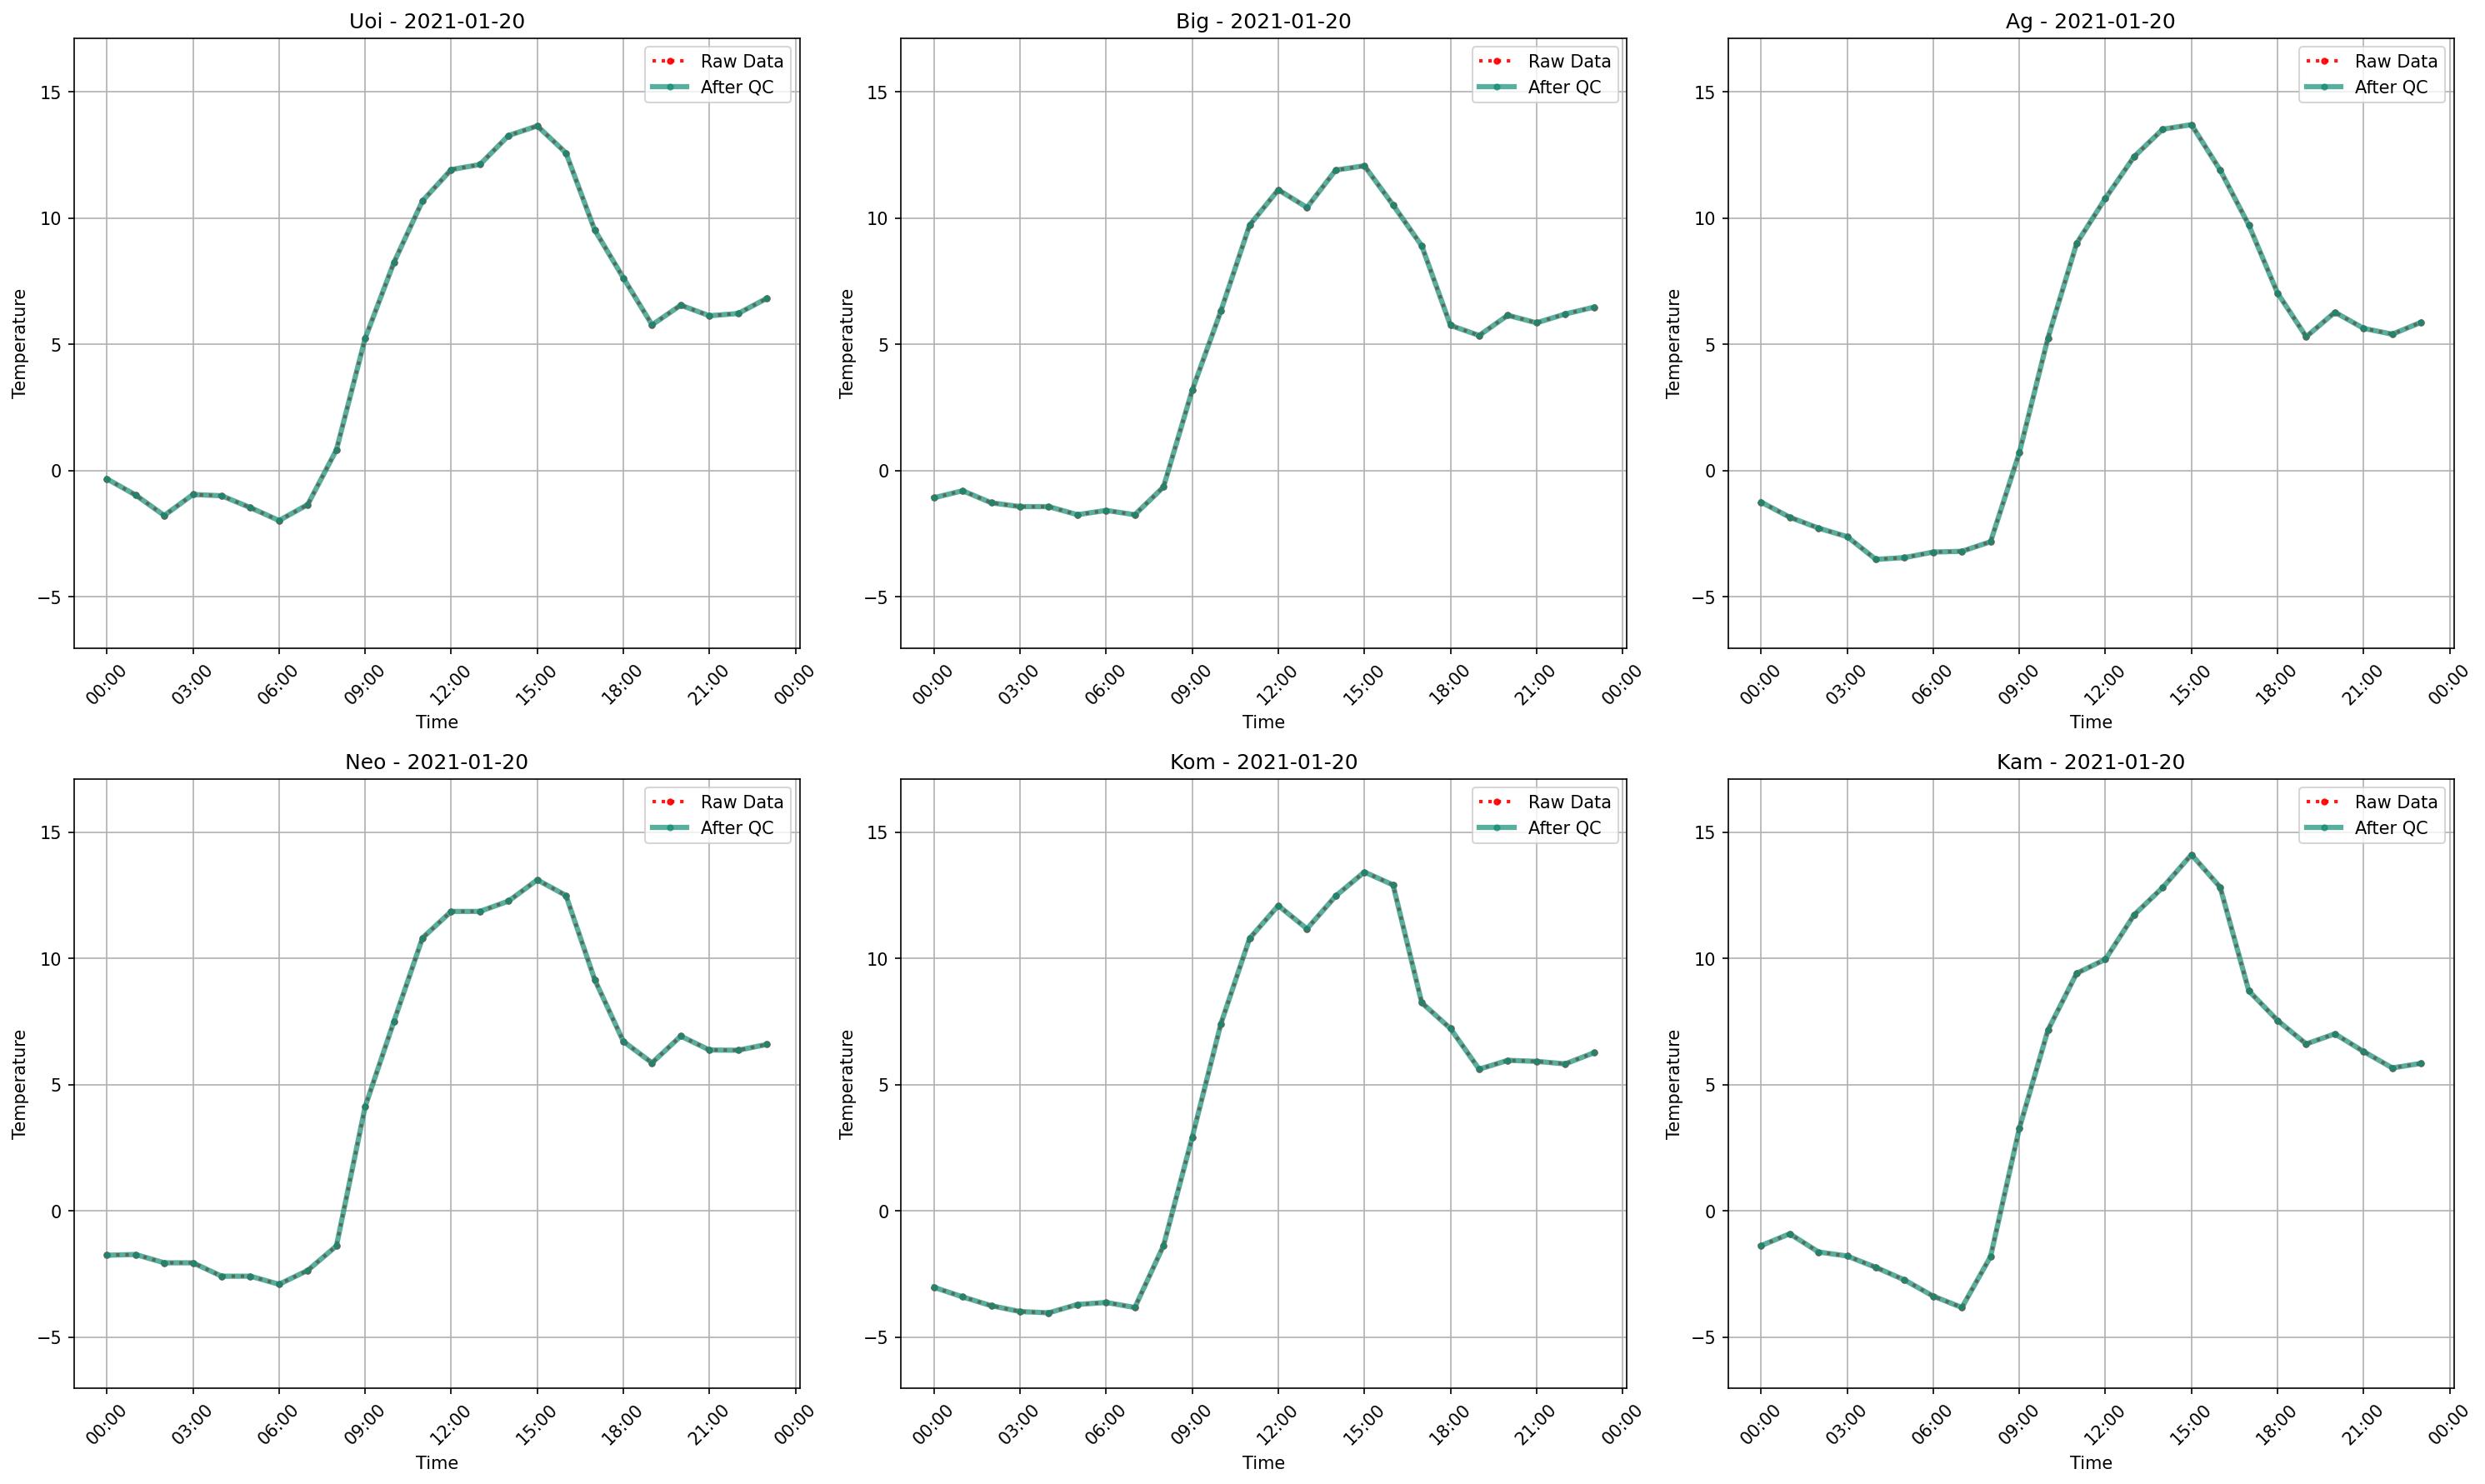 Uoi - 2021-01-20
Raw Data
After QC
Temperature
15
10
5
0
−5
00:00
03:00
06:00
09:00
12:00
15:00
18:00
21:00
00:00
Time
Big - 2021-01-20
Raw Data
After QC
Temperature
15
10
5
0
−5
00:00
03:00
06:00
09:00
12:00
15:00
18:00
21:00
00:00
Time
Ag - 2021-01-20
Raw Data
After QC
Temperature
15
10
5
0
−5
00:00
03:00
06:00
09:00
12:00
15:00
18:00
21:00
00:00
Time
Neo - 2021-01-20
Raw Data
After QC
Temperature
15
10
5
0
−5
00:00
03:00
06:00
09:00
12:00
15:00
18:00
21:00
00:00
Time
Kom - 2021-01-20
Raw Data
After QC
Temperature
15
10
5
0
−5
00:00
03:00
06:00
09:00
12:00
15:00
18:00
21:00
00:00
Time
Kam - 2021-01-20
Raw Data
After QC
Temperature
15
10
5
0
−5
00:00
03:00
06:00
09:00
12:00
15:00
18:00
21:00
00:00
Time